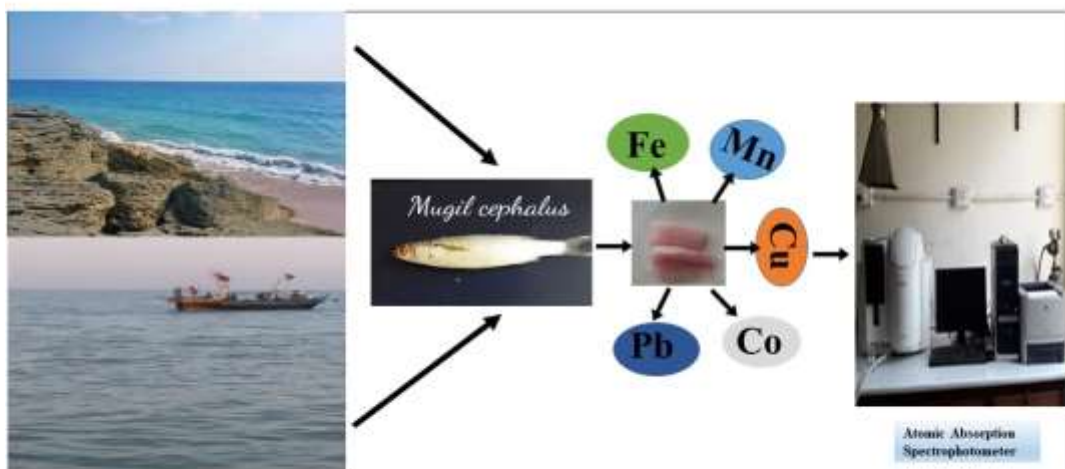 Mugil cephalus
Fe
Mn
Cu
Pb
Co
Atomic Absorption
Spectrophotometer